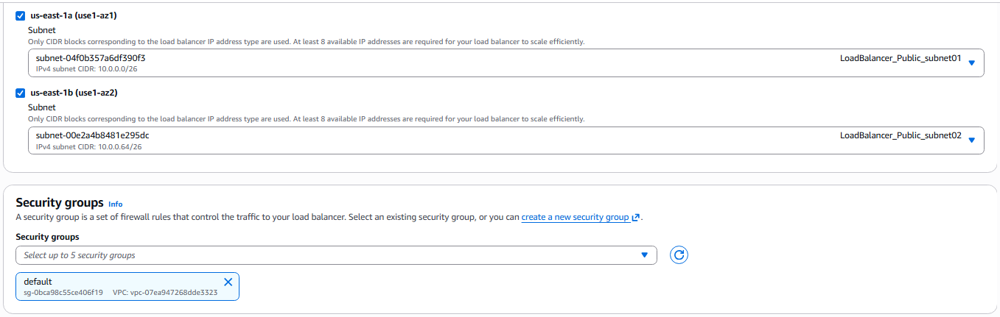 us-east-1a (use1-az1)
Subnet
Only CIDR blocks corresponding to the load balancer IP address type are used. At least 8 available IP addresses are required for your load balancer to scale efficiently.
subnet-04f0b357a6df390f3 LoadBalancer_Public_subnet01
IPv4 subnet CIDR: 10.0.0.0/26
us-east-1b (use1-az2)
Subnet
Only CIDR blocks corresponding to the load balancer IP address type are used. At least 8 available IP addresses are required for your load balancer to scale efficiently.
subnet-00e2a4b8481e295dc LoadBalancer_Public_subnet02
IPv4 subnet CIDR: 10.0.0.64/26
Security groups Info
A security group is a set of firewall rules that control the traffic to your load balancer. Select an existing security group, or you can create a new security group.
Security groups
Select up to 5 security groups
default
sg-0bca98c55ce406f19 VPC: vpc-07ea947268dde3323